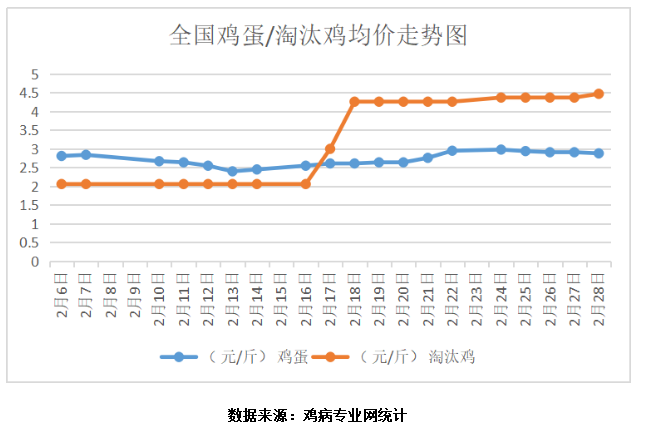 全国鸡蛋/淘汰鸡均价走势图
5
4.5
4
3.5
3
2.5
2
1.5
1
0.5
0
2月6日
2月7日
2月8日
2月9日
2月10日
2月11日
2月12日
2月13日
2月14日
2月15日
2月16日
2月17日
2月18日
2月19日
2月20日
2月21日
2月22日
2月23日
2月24日
2月25日
2月26日
2月27日
2月28日
（元/斤） 鸡蛋 （元/斤） 淘汰鸡
数据来源：鸡病专业网统计